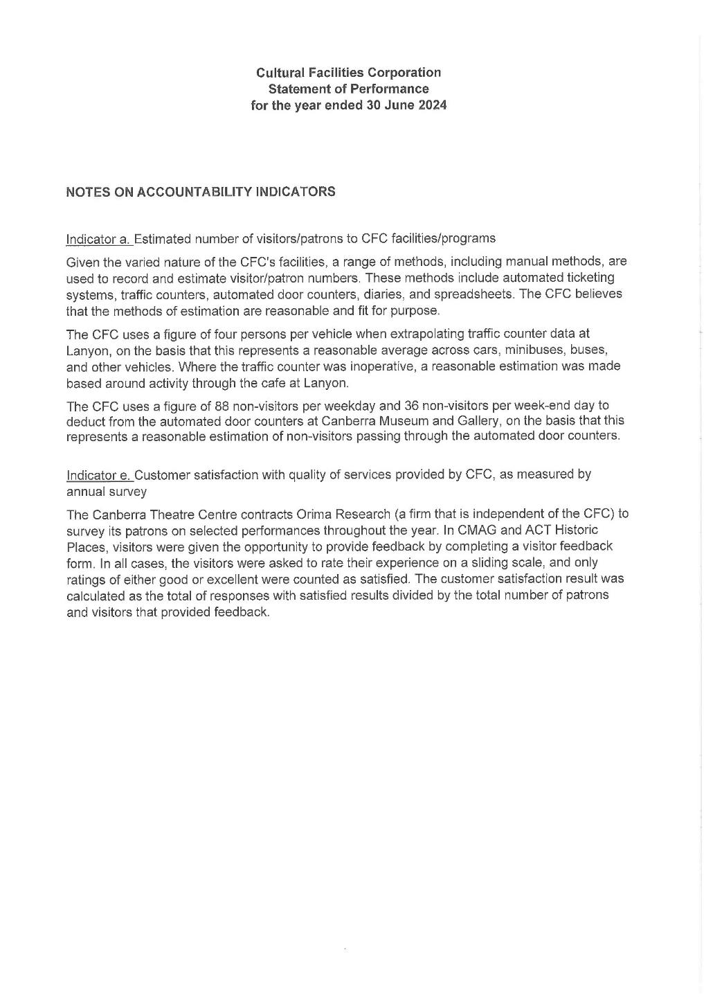 Cultural Facilities Corporation
Statement of Performance
for the year ended 30 June 2024
NOTES ON ACCOUNTABILITY INDICATORS
Indicator a. Estimated number of visitors/patrons to CFC facilities/programs
Given the varied nature of the CFC's facilities, a range of methods, including manual methods, are
used to record and estimate visitor/patron numbers. These methods include automated ticketing
systems, traffic counters, automated door counters, diaries, and spreadsheets. The CFC believes
that the methods of estimation are reasonable and fit for purpose.
The CFC uses a figure of four persons per vehicle when extrapolating traffic counter data at
Lanyon, on the basis that this represents a reasonable average across cars, minibuses, buses,
and other vehicles. Where the traffic counter was inoperative, a reasonable estimation was made
based around activity through the cafe at Lanyon.
The CFC uses a figure of 88 non-visitors per weekday and 36 non-visitors per week-end day to
deduct from the automated door counters at Canberra Museum and Gallery, on the basis that this
represents a reasonable estimation of non-visitors passing through the automated door counters.
Indicator e. Customer satisfaction with quality of services provided by CFC, as measured by
annual survey
The Canberra Theatre Centre contracts Orima Research (a firm that is independent of the CFC) to
survey its patrons on selected performances throughout the year. In CMAG and ACT Historic
Places, visitors were given the opportunity to provide feedback by completing a visitor feedback
form. In all cases, the visitors were asked to rate their experience on a sliding scale, and only
ratings of either good or excellent were counted as satisfied. The customer satisfaction result was
calculated as the total of responses with satisfied results divided by the total number of patrons
and visitors that provided feedback.